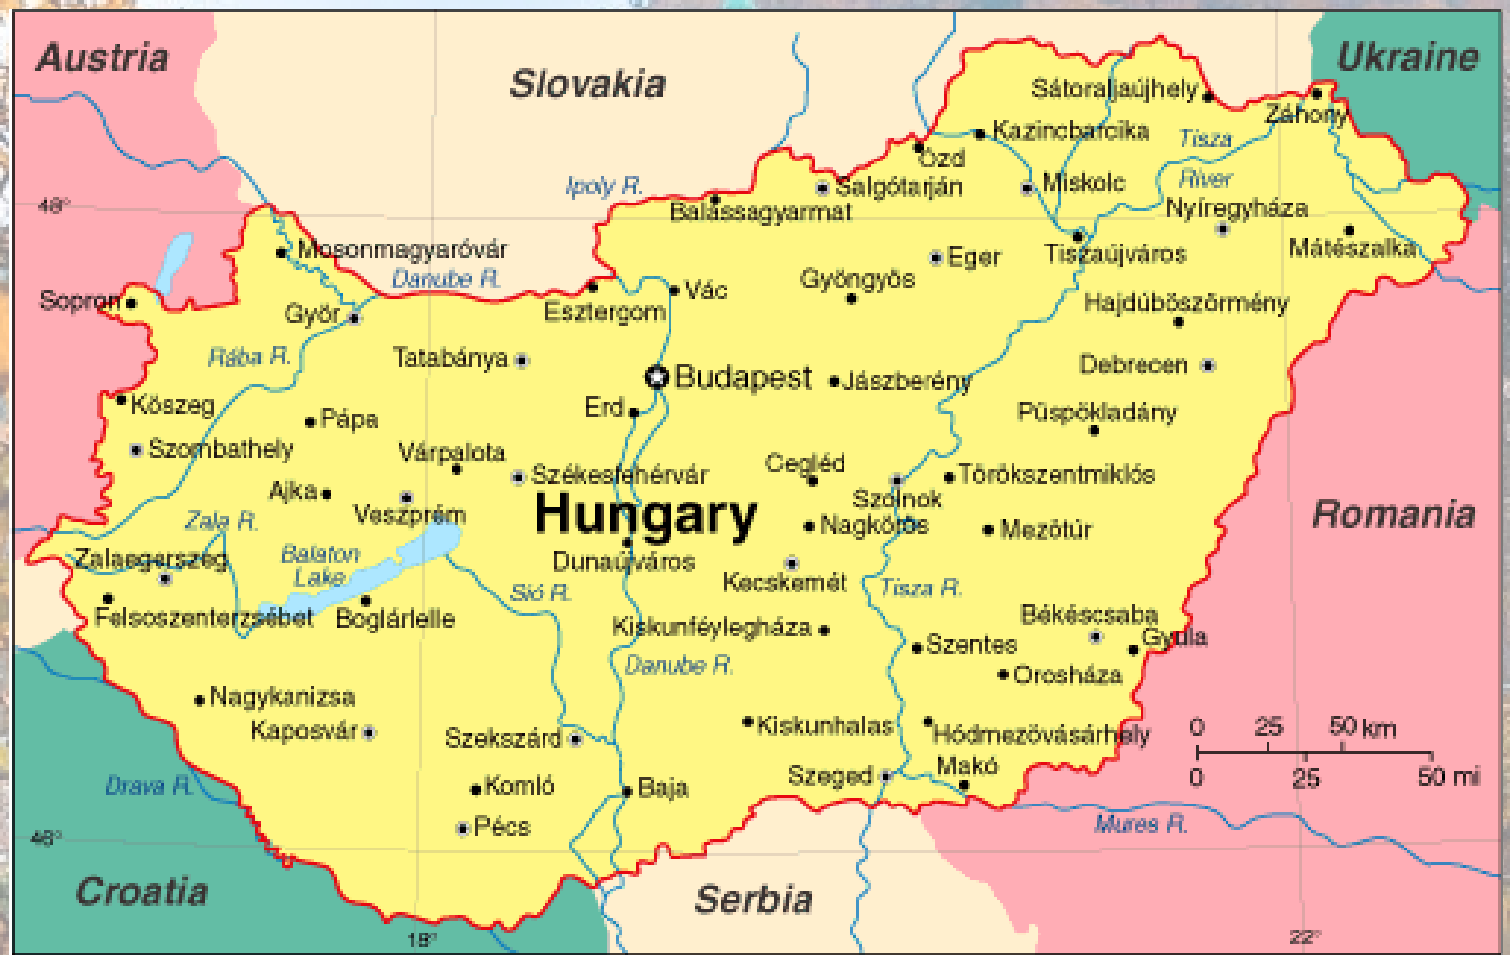 Austria
Slovakia
Ukraine
Sátoraljaújhely
Záhony
Kazincbarcika
Tisza
River
Ózd
Ipoly R.
Salgótarján
Miskolc
48°
Balassagyarmat
Nyíregyháza
Mosonmagyaróvár
Eger
Tiszaújváros
Mátészalka
Danube R.
Vác
Gyöngyös
Sopron
Győr
Esztergom
Hajdúböszörmény
Rába R.
Tatabánya
Budapest
Jászberény
Debrecen
Köszeg
Erd
Pápa
Püspökladány
Szombathely
Várpalota
Székesfehérvár
Cegléd
Törökszentmiklós
Ajka
Veszprém
Szolnok
Hungary
Romania
Zala R.
Nagykőrös
Mezőtúr
Zalaegerszeg
Balaton
Lake
Dunaújváros
Kecskemét
Sió R.
Tisza R.
Felsoszenterzsébet
Boglárlelle
Békéscsaba
Kiskunféylegháza
Szentes
Gyula
Danube R.
Orosháza
Nagykanizsa
Kaposvár
Szekszárd
Kiskunhalas
Hódmezövásárhely
0 25 50 km
0 25 50 mi
Drava R.
Komló
Baja
Szeged
Makó
Pécs
Mures R.
46°
Croatia
Serbia
18°
22°